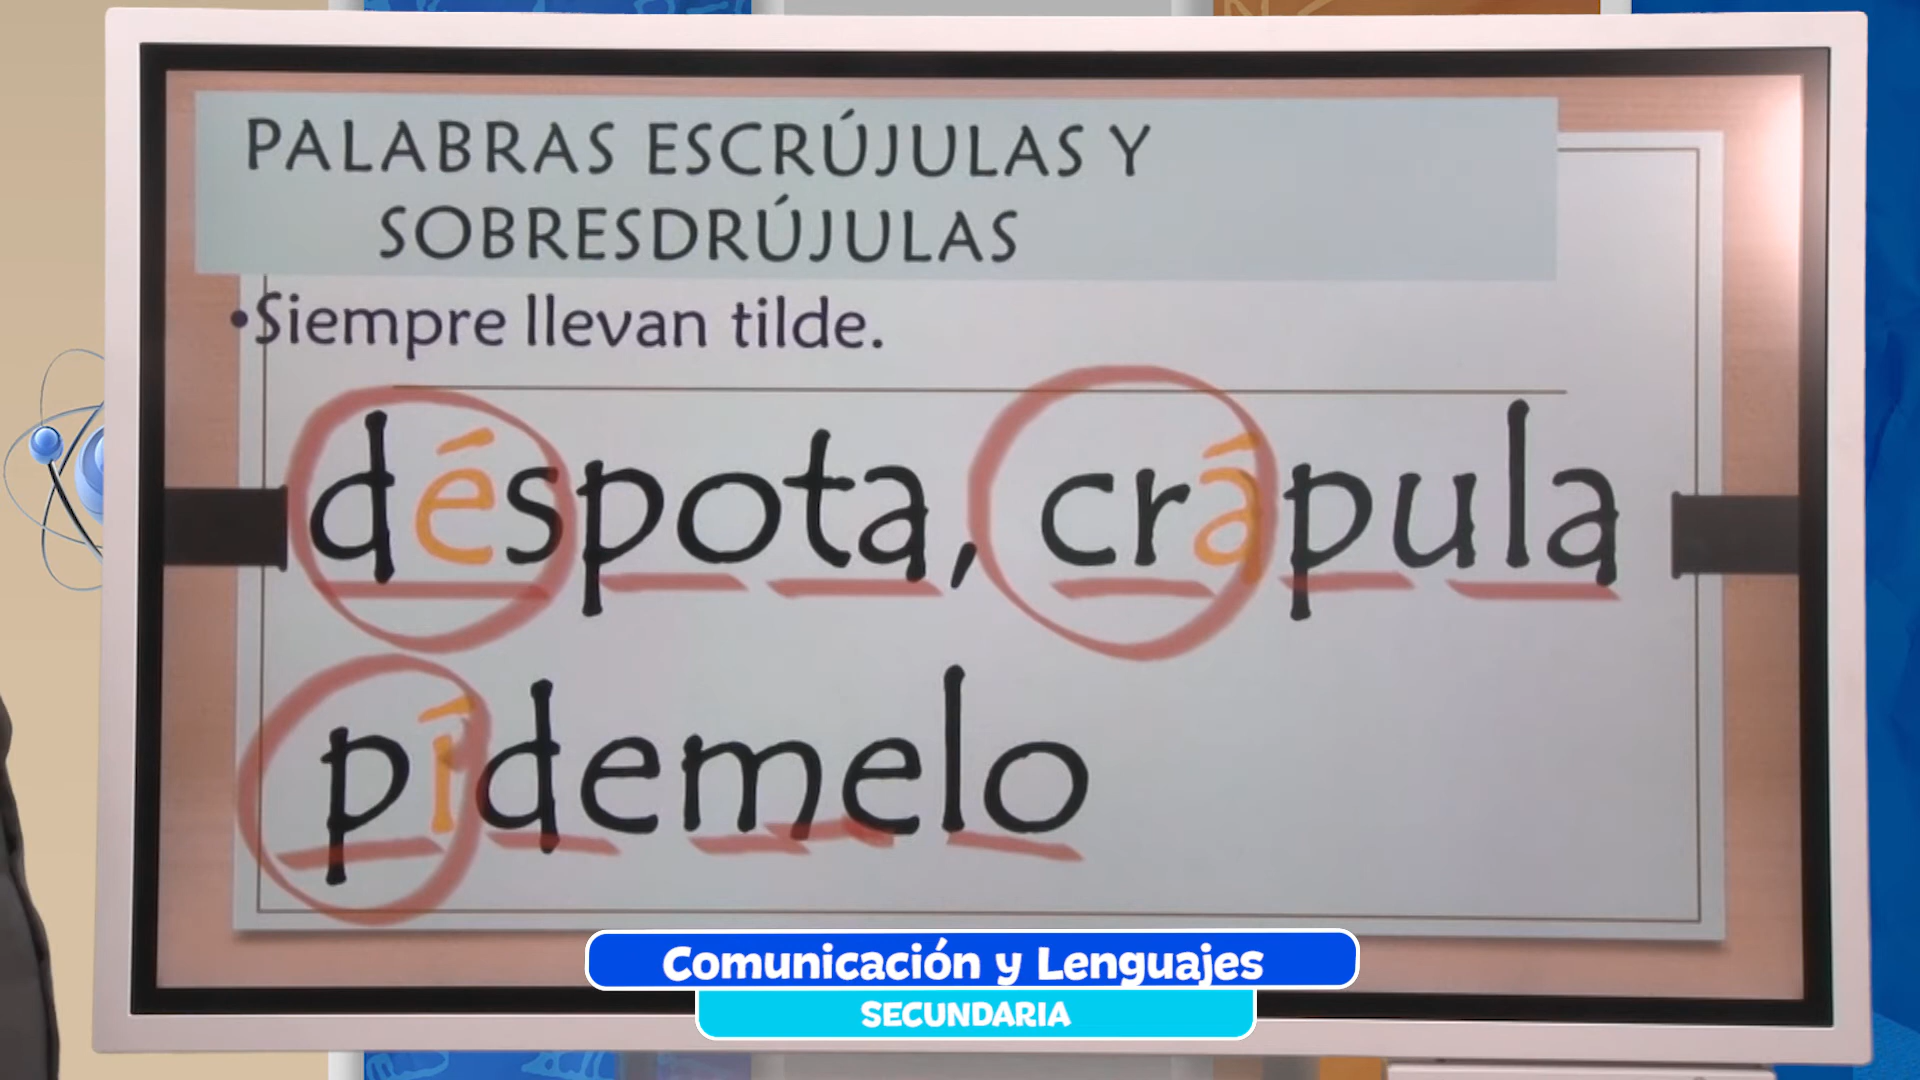 PALABRAS ESCRÚJULAS Y
SOBRESDRÚJULAS
•Siempre llevan tilde.
déspota, crápula
pídemelo
Comunicación y Lenguajes
SECUNDARIA